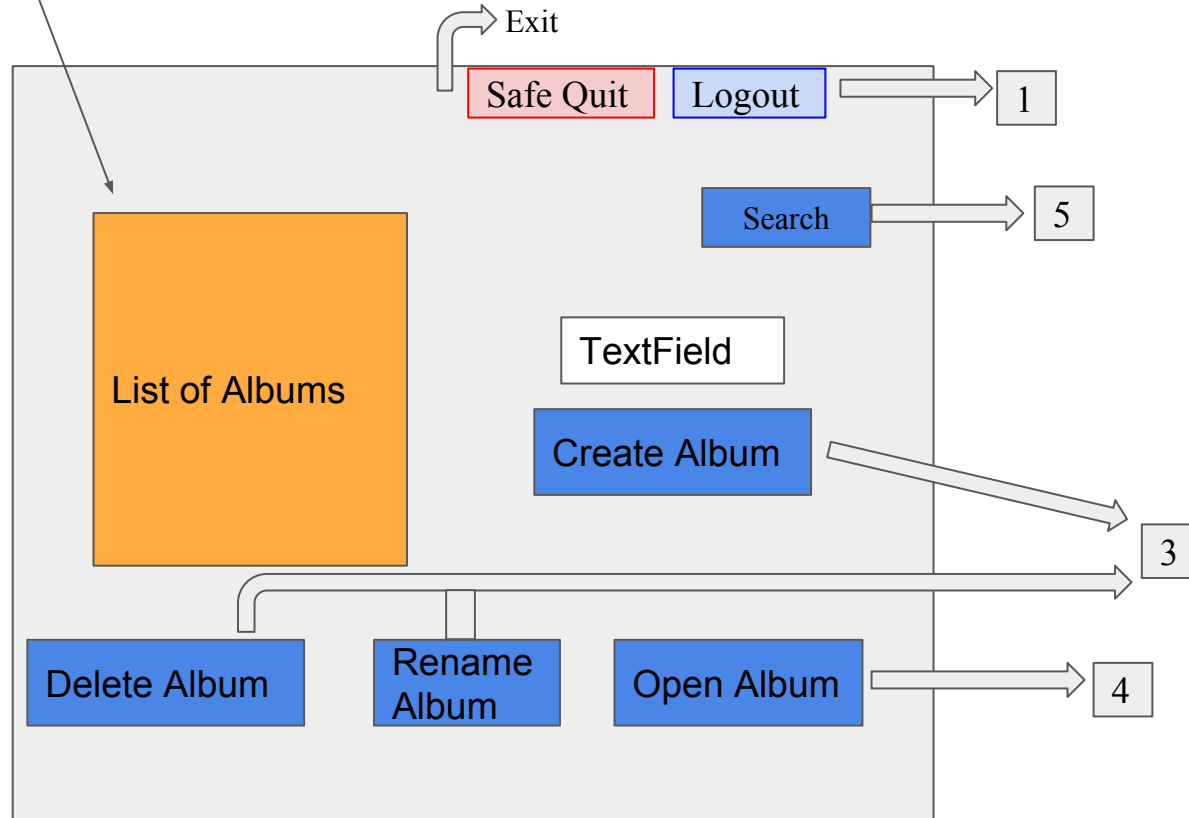 Exit
Safe Quit
Logout
1
Search
5
TextField
List of Albums
Create Album
3
Delete Album
Rename
Album
Open Album
4